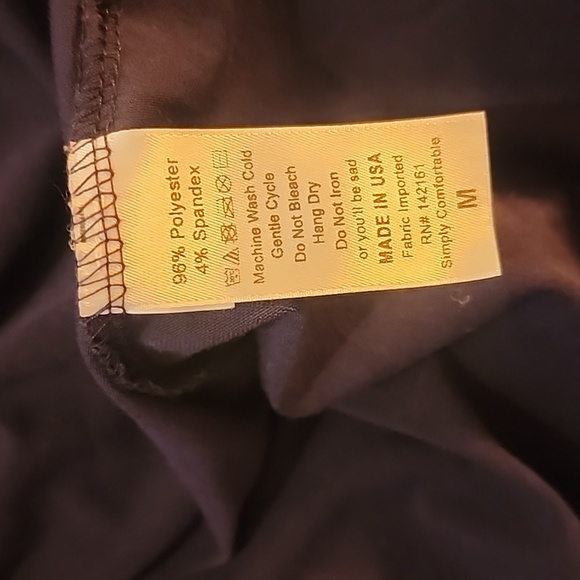 96% Polyester
4% Spandex
Machine Wash Cold
Gentle Cycle
Do Not Bleach
Hang Dry
Do Not Iron
or you'll be sad
MADE IN USA
Fabric Imported
RN# 142161
Simply Comfortable
M